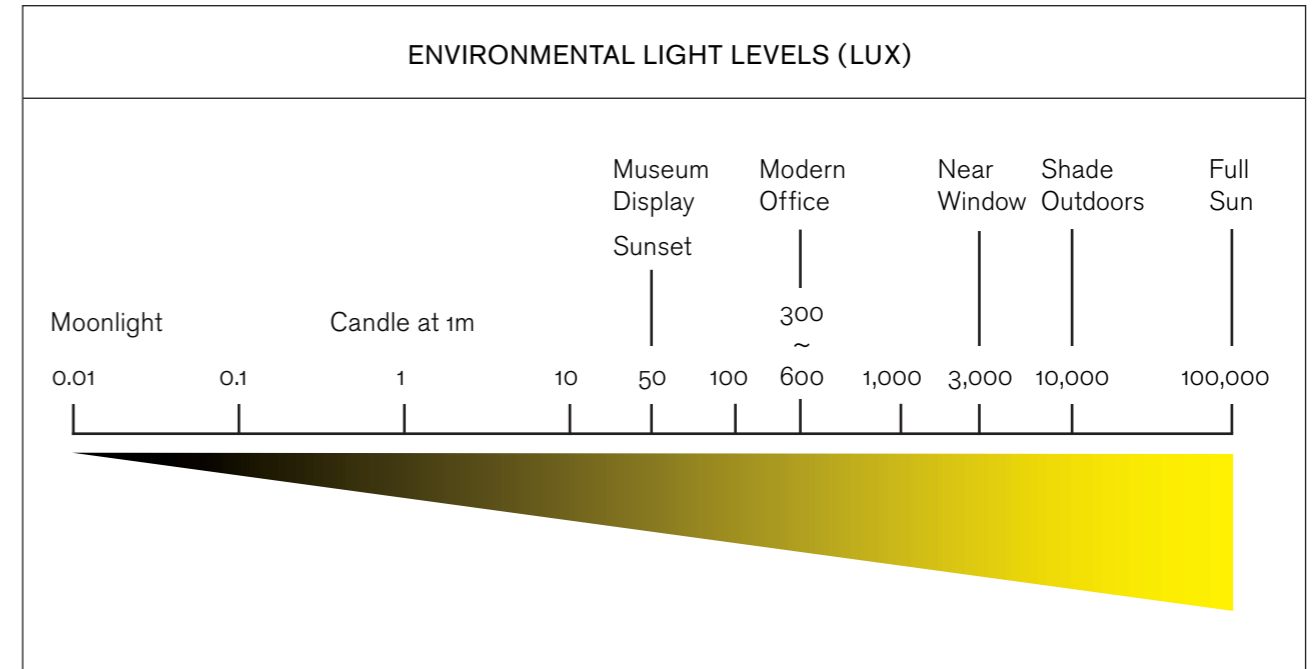 ENVIRONMENTAL LIGHT LEVELS (LUX)
Museum Display
Sunset
Modern Office
Near Window
Shade Outdoors
Full Sun
Moonlight
Candle at 1m
300
~
0.01 0.1 1 10 50 100 600 1,000 3,000 10,000 100,000